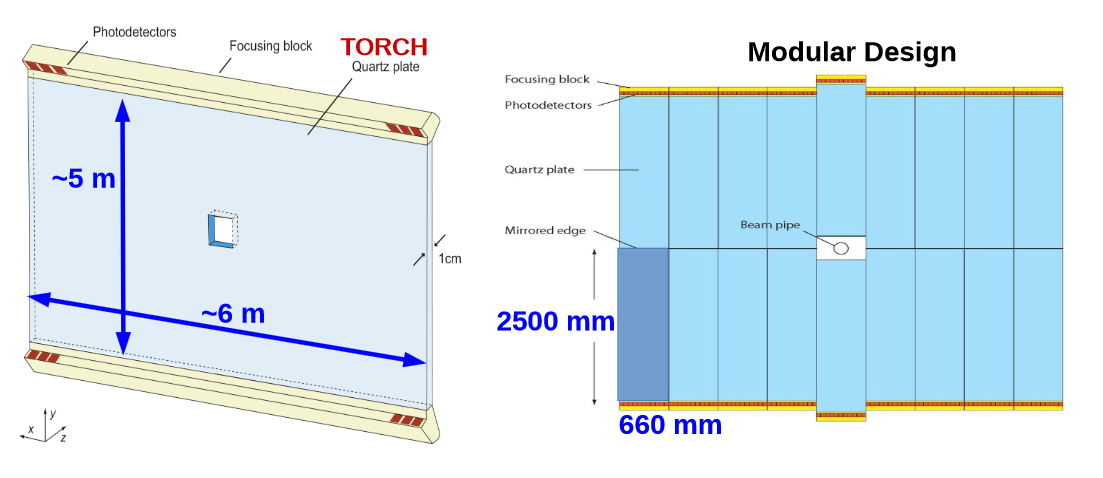 Photodetectors
Focusing block
TORCH
Quartz plate
~5 m
1cm
~6 m
y
x
z
Modular Design
Focusing block
Photodetectors
Quartz plate
Mirrored edge
Beam pipe
2500 mm
660 mm